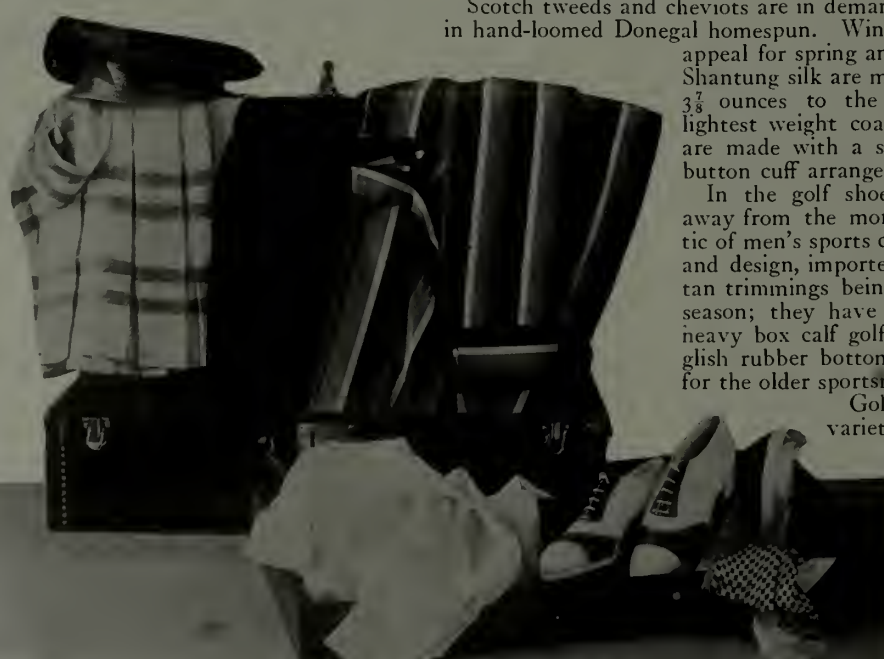 Scotch tweeds and cheviots are in deman
in hand-loomed Donegal homespun. Win
appeal for spring an
Shantung silk are m
3⅞ ounces to the
lightest weight coa
are made with a s
button cuff arrange
In the golf shoe
away from the mon
tic of men's sports c
and design, importe
tan trimmings bein
season; they have
heavy box calf golf
glish rubber botton
for the older sportsr
Gol
variet